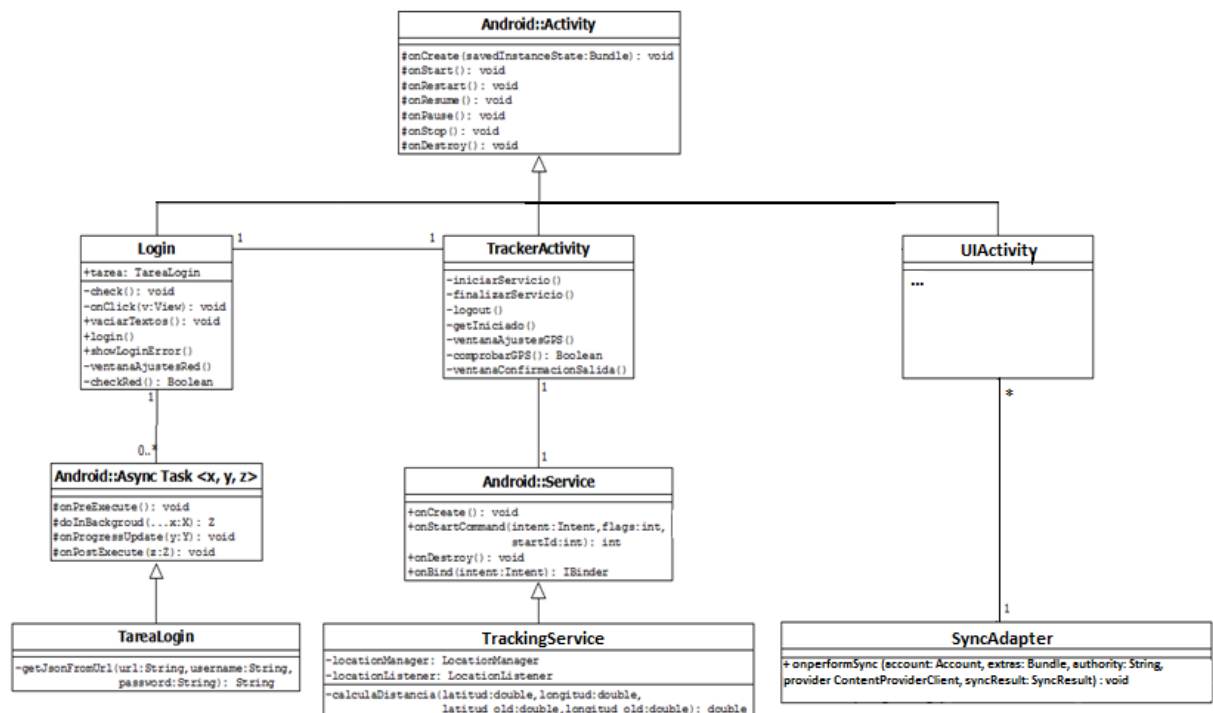 Android::Activity
#onCreate(savedInstanceState:Bundle): void
#onStart(): void
#onRestart(): void
#onResume(): void
#onPause(): void
#onStop(): void
#onDestroy(): void
Login
+tarea: TareaLogin
-check(): void
-onClick(v:View): void
+vaciarTextos(): void
+login()
+showLoginError()
-ventanaAjustesRed()
-checkRed(): Boolean
1
1
TrackerActivity
-iniciarServicio()
-finalizarServicio()
-logout()
-getIniciado()
-ventanaAjustesGPS()
-comprobarGPS(): Boolean
-ventanaConfirmacionSalida()
UIActivity
...
1
1
*
0..*
1
Android::Async Task <x, y, z>
#onPreExecute(): void
#doInBackgroud(...x:X): Z
#onProgressUpdate(y:Y): void
#onPostExecute(z:Z): void
Android::Service
+onCreate(): void
+onStartCommand(intent:Intent,flags:int,
startId:int): int
+onDestroy(): void
+onBind(intent:Intent): IBinder
1
TareaLogin
-getJsonFromUrl(url:String,username:String,
password:String): String
TrackingService
-locationManager: LocationManager
-locationListener: LocationListener
-calculaDistancia(latitud:double,longitud:double,
latitud_old:double,longitud_old:double): double
SyncAdapter
+ onperformSync (account: Account, extras: Bundle, authority: String,
provider ContentProviderClient, syncResult: SyncResult) : void